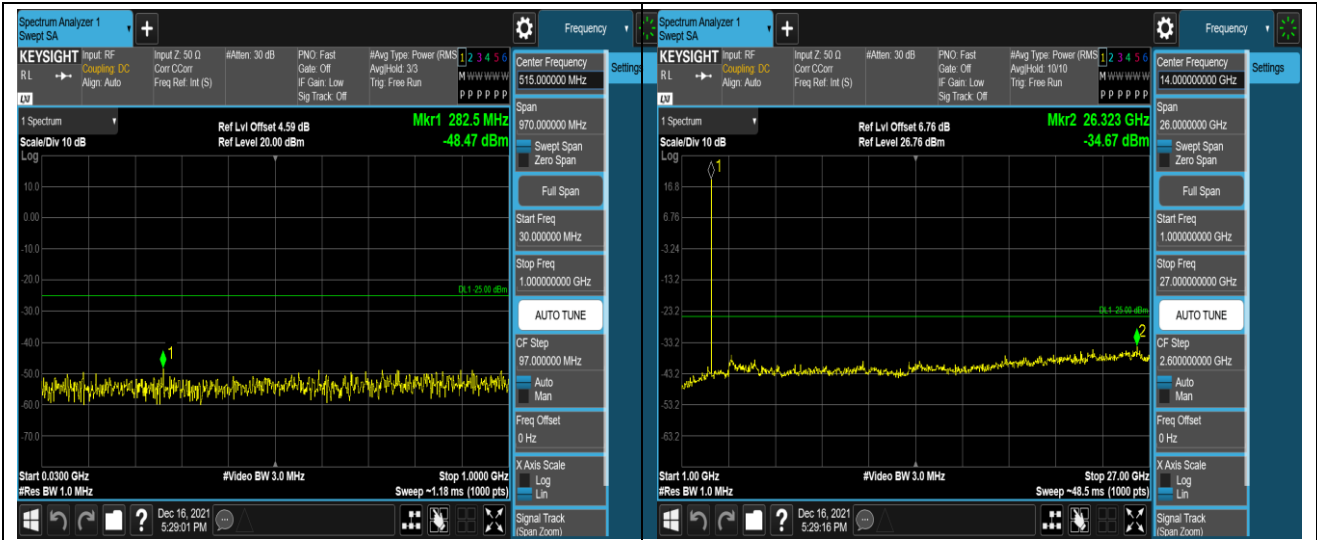 Spectrum Analyzer 1
Swept SA
+
Frequency
KEYSIGHT
Input: RF
Input Z: 50 Ω
#Atten: 30 dB
PNO: Fast
#Avg Type: Power (RMS
1 2 3 4 5 6
RL
Coupling: DC
Corr CCorr
Gate: Off
Avg|Hold: 3/3
M W W W W W
Align: Auto
Freq Ref: Int (S)
IF Gain: Low
Trig: Free Run
Sig Track: Off
P P P P P P
LXI
Center Frequency
515.000000 MHz
Settings
1 Spectrum
Ref Lvl Offset 4.59 dB
Mkr1 282.5 MHz
Scale/Div 10 dB
Ref Level 20.00 dBm
-48.47 dBm
Log
10.0
0.00
-10.0
-20.0
-30.0
-40.0
-50.0
-60.0
-70.0
DL1 -25.00 dBm
1
Start 0.0300 GHz
#Video BW 3.0 MHz
Stop 1.0000 GHz
#Res BW 1.0 MHz
Sweep ~1.18 ms (1000 pts)
Span
970.000000 MHz
Swept Span
Zero Span
Full Span
Start Freq
30.000000 MHz
Stop Freq
1.000000000 GHz
AUTO TUNE
CF Step
97.000000 MHz
Auto
Man
Freq Offset
0 Hz
X Axis Scale
Log
Lin
Signal Track
(Span Zoom)
?
Dec 16, 2021
5:29:01 PM
Spectrum Analyzer 1
Swept SA
+
Frequency
KEYSIGHT
Input: RF
Input Z: 50 Ω
#Atten: 30 dB
PNO: Fast
#Avg Type: Power (RMS
1 2 3 4 5 6
RL
Coupling: DC
Corr CCorr
Gate: Off
Avg|Hold: 10/10
M W W W W W
Align: Auto
Freq Ref: Int (S)
IF Gain: Low
Trig: Free Run
Sig Track: Off
P P P P P P
LXI
Center Frequency
14.000000000 GHz
Settings
1 Spectrum
Ref Lvl Offset 6.76 dB
Mkr2 26.323 GHz
Scale/Div 10 dB
Ref Level 26.76 dBm
-34.67 dBm
Log
1
16.8
6.76
-3.24
-13.2
-23.2
-33.2
-43.2
-53.2
-63.2
DL1 -25.00 dBm
2
Start 1.00 GHz
#Video BW 3.0 MHz
Stop 27.00 GHz
#Res BW 1.0 MHz
Sweep ~48.5 ms (1000 pts)
Span
26.0000000 GHz
Swept Span
Zero Span
Full Span
Start Freq
1.000000000 GHz
Stop Freq
27.000000000 GHz
AUTO TUNE
CF Step
2.600000000 GHz
Auto
Man
Freq Offset
0 Hz
X Axis Scale
Log
Lin
Signal Track
(Span Zoom)
?
Dec 16, 2021
5:29:16 PM